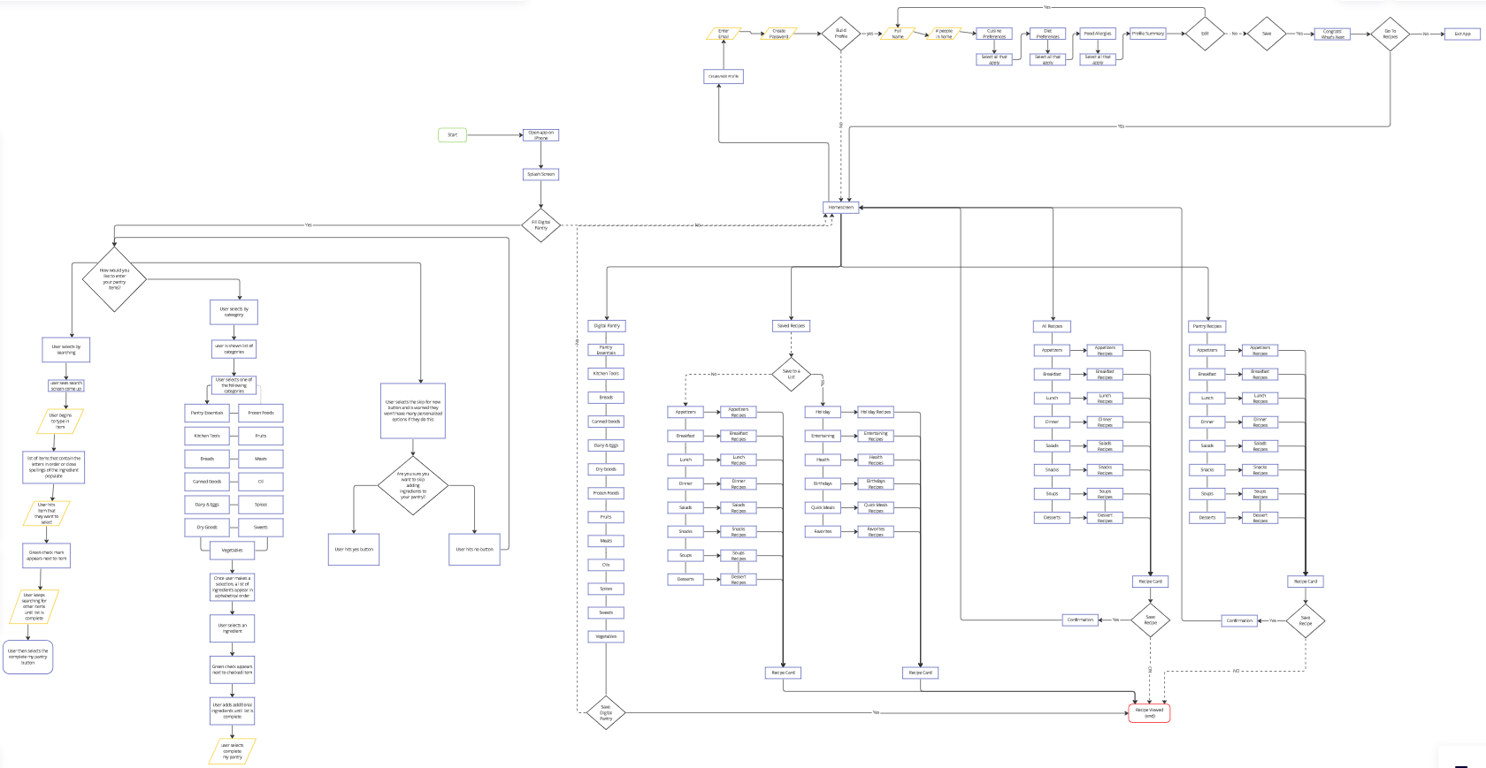 Enter
Email
Create
Password
Build
Profile
yes
Full
Name
# people
in home
Cuisine
Preferences
Select all that
apply
Diet
Preferences
Select all that
apply
Food Allergies
Select all that
apply
Profile Summary
Yes
Edit
No
Save
Yes
Congrats!
What's Next
Go To
Recipes
No
Exit App
Yes
No
Start
Open app on
iPhone
Splash Screen
Fill Digital
Pantry
Yes
No
Homescreen
How would you
like to enter
your pantry
items?
User selects by
searching
User begins
to type in
item
list of items that contain the
letters in order or close
spellings of the ingredient
populate
User hits
item that
they want to
select
Green check mark
appears next to item
User keeps
searching for
other items
until list is
complete
User then selects the
complete my pantry
button
User selects by
category
user is shown list of
categories
User selects one of
the following
categories
Pantry Essentials
Frozen Foods
Kitchen Tools
Fruits
Breads
Meats
Canned Goods
Oil
Dairy & Eggs
Spices
Dry Goods
Sweets
Vegetables
Once user makes a
selection, a list of
ingredients appear in
alphabetical order
User selects an
ingredient
Green check appears
next to checked item
User adds additional
ingredients until list is
complete
user selects
complete
my pantry
User selects the skip for now
button and is warned they
won't have many personalized
options if they do this
Are you sure you
want to skip
adding
ingredients to
your pantry?
User hits yes button
User hits no button
No
Digital Pantry
Pantry
Essentials
Kitchen Tools
Breads
Canned Goods
Dairy & Eggs
Dry Goods
Frozen Foods
Fruits
Meats
Oils
Spices
Sweets
Vegetables
Save
Digital
Pantry
Yes
Saved Recipes
Save to a
List
No
Yes
Appetizers
Appetizers
Recipes
Breakfast
Breakfast
Recipes
Lunch
Lunch
Recipes
Dinner
Dinner
Recipes
Salads
Salads
Recipes
Snacks
Snacks
Recipes
Soups
Soups
Recipes
Desserts
Dessert
Recipes
Recipe Card
Holiday
Holiday Recipes
Entertaining
Entertaining
Recipes
Health
Health
Recipes
Birthdays
Birthdays
Recipes
Quick Meals
Quick Meals
Recipes
Favorites
Favorites
Recipes
Recipe Card
All Recipes
Appetizers
Appetizers
Recipes
Breakfast
Breakfast
Recipes
Lunch
Lunch
Recipes
Dinner
Dinner
Recipes
Salads
Salads
Recipes
Snacks
Snacks
Recipes
Soups
Soups
Recipes
Desserts
Dessert
Recipes
Recipe Card
Save
Recipe
Yes
Confirmation
No
Pantry Recipes
Appetizers
Appetizers
Recipes
Breakfast
Breakfast
Recipes
Lunch
Lunch
Recipes
Dinner
Dinner
Recipes
Salads
Salads
Recipes
Snacks
Snacks
Recipes
Soups
Soups
Recipes
Desserts
Dessert
Recipes
Recipe Card
Save
Recipe
Yes
Confirmation
NO
Recipe Viewed
(end)